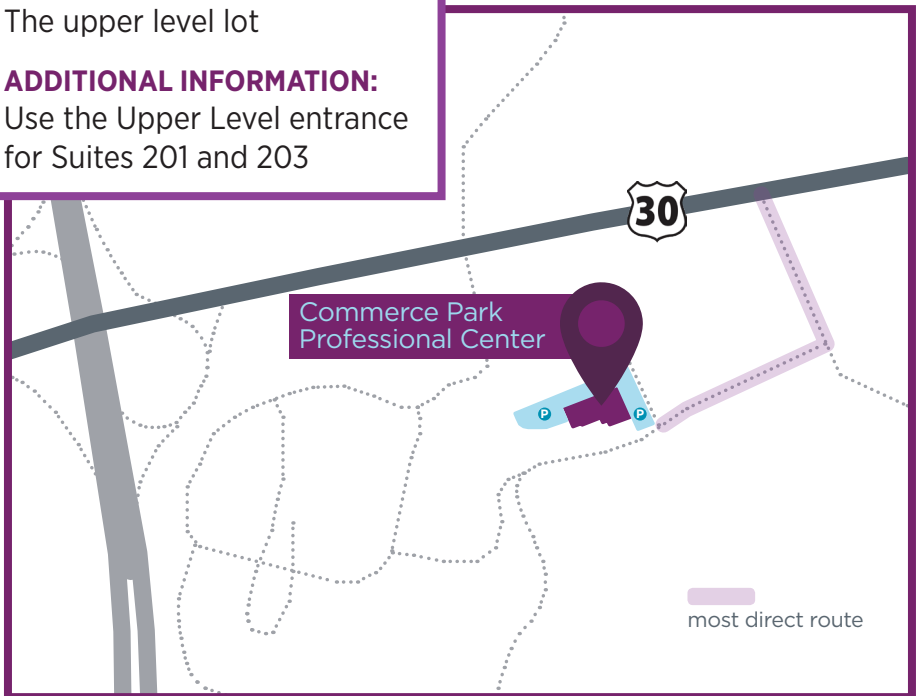 The upper level lot
ADDITIONAL INFORMATION:
Use the Upper Level entrance
for Suites 201 and 203
30
Commerce Park
Professional Center
P
P
most direct route